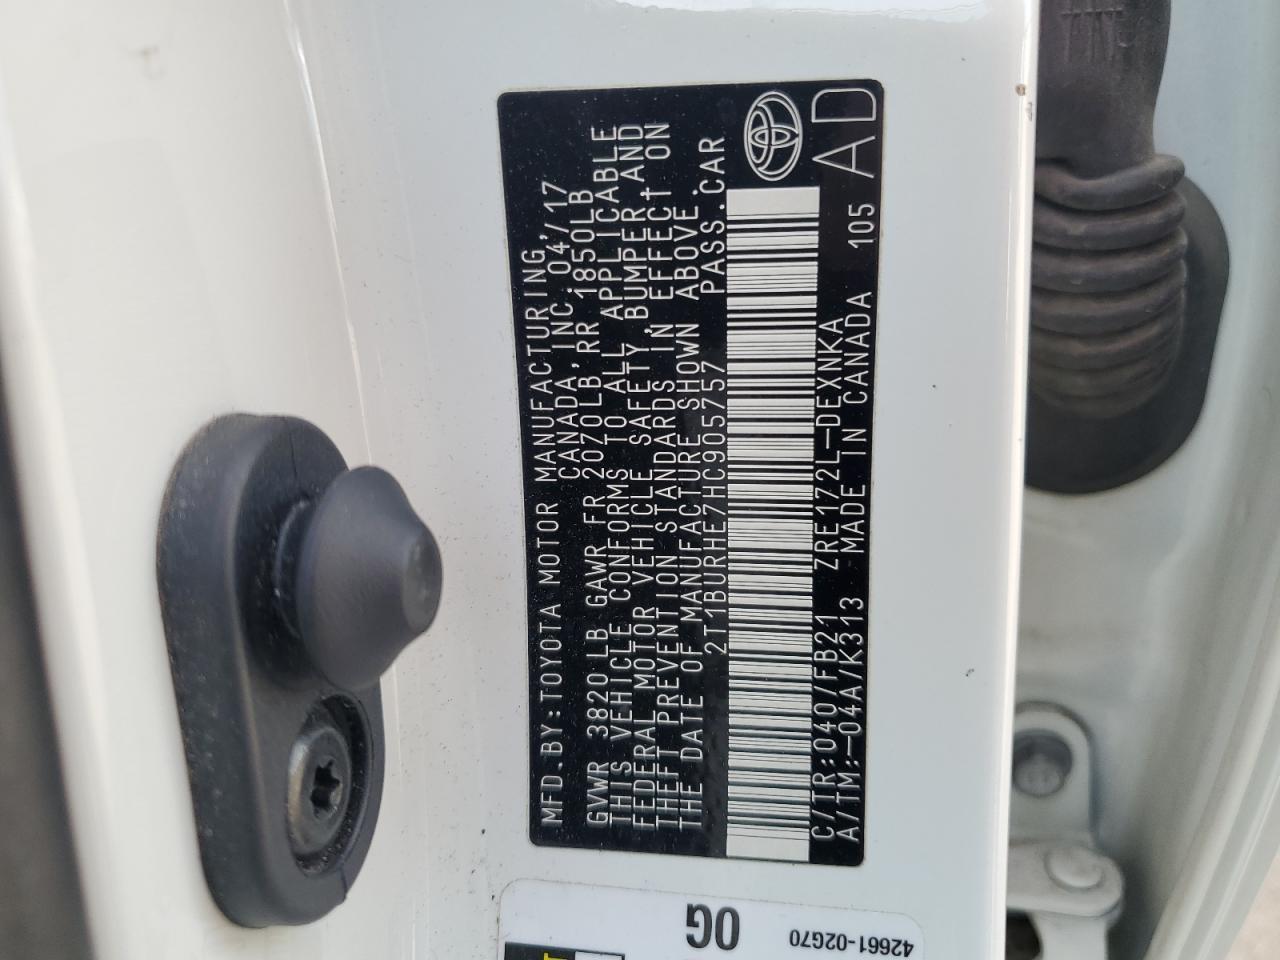 MFD.BY:TOYOTA MOTOR MANUFACTURING,
CANADA,INC. 04/17
GVWR 3820LB GAWR FR 2070LB,RR 1850LB
THIS VEHICLE CONFORMS TO ALL APPLICABLE
FEDERAL MOTOR VEHICLE SAFETY,BUMPER,AND
THEFT PREVENTION STANDARDS IN EFFECT ON
THE DATE OF MANUFACTURE SHOWN ABOVE.
2T1BURHE7HC905757 PASS.CAR
C/TR:040/FB21 ZRE172L-DEXNKA
A/TM:-04A/K313 MADE IN CANADA 105
AD
0G
42661-02G70